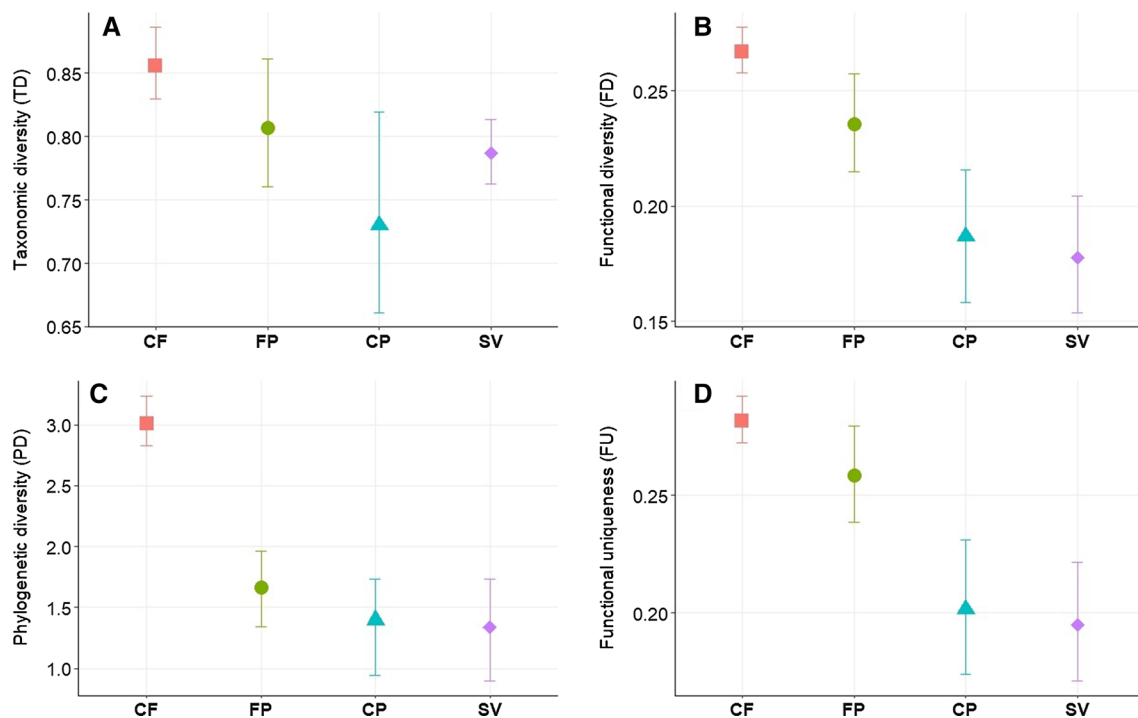 A
Taxonomic diversity (TD)
0.85
0.80
0.75
0.70
0.65
CF FP CP SV
B
Functional diversity (FD)
0.25
0.20
0.15
CF FP CP SV
C
Phylogenetic diversity (PD)
3.0
2.5
2.0
1.5
1.0
CF FP CP SV
D
Functional uniqueness (FU)
0.25
0.20
CF FP CP SV